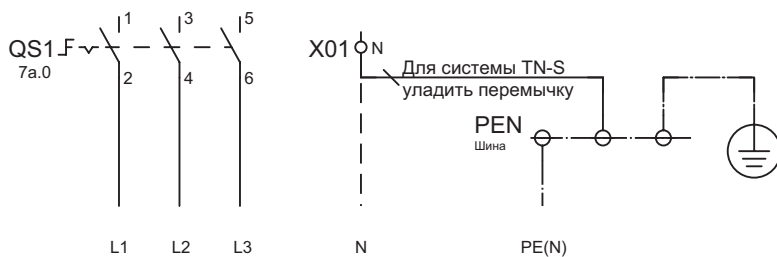 1 3 5
QS1
7a.0
2 4 6
X01 N
Для системы TN-S
уладить перемычку
PEN
Шина
L1 L2 L3 N PE(N)